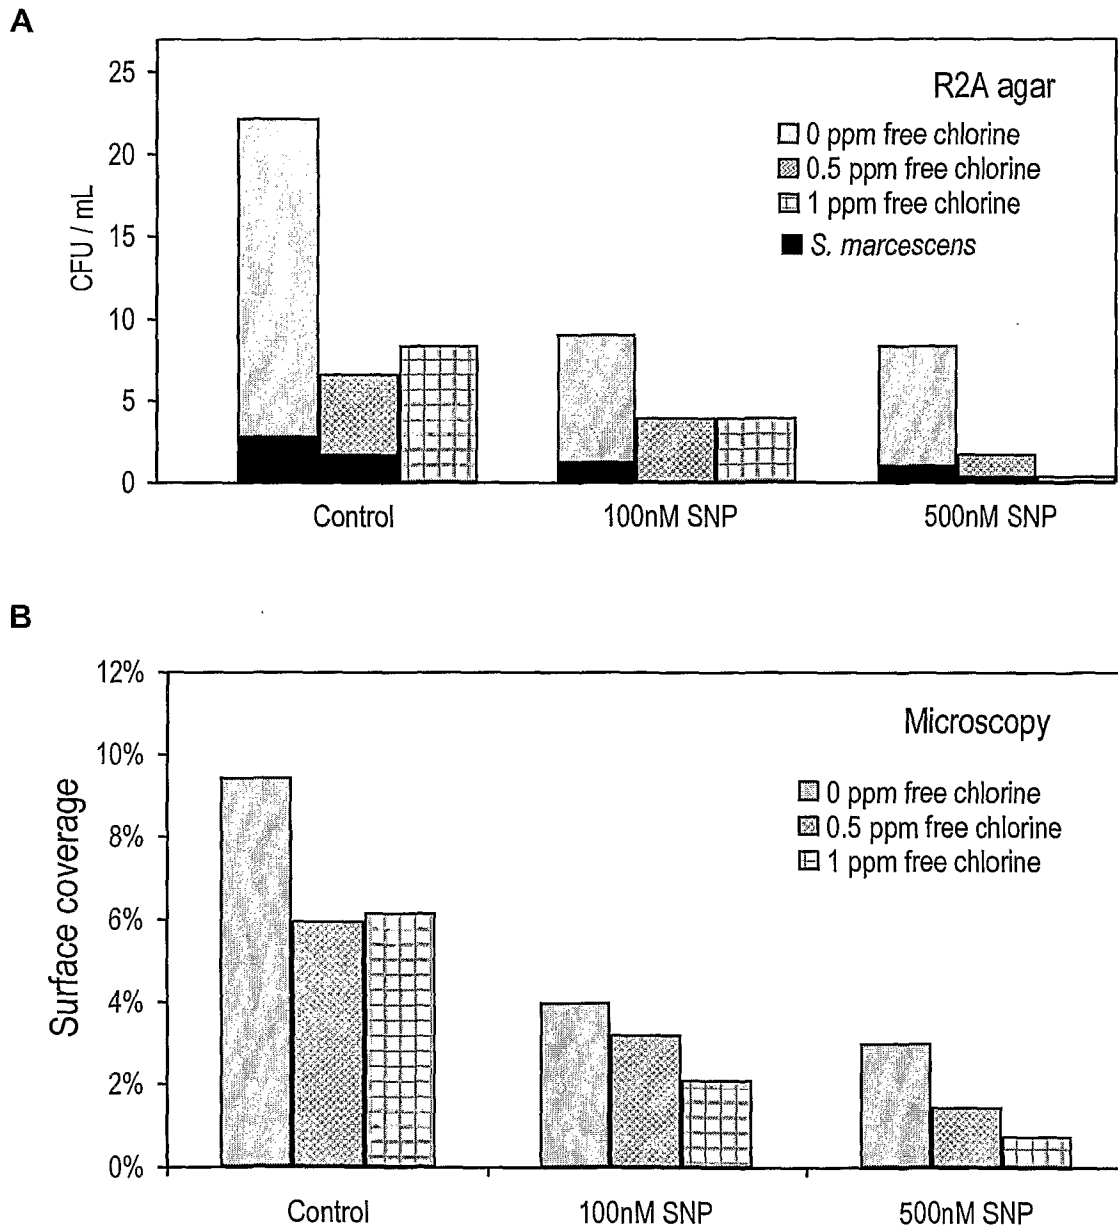 A
25
20
15
10
5
0
CFU / mL
R2A agar
0 ppm free chlorine
0.5 ppm free chlorine
1 ppm free chlorine
S. marcescens
Control
100nM SNP
500nM SNP
B
12%
10%
8%
6%
4%
2%
0%
Surface coverage
Microscopy
0 ppm free chlorine
0.5 ppm free chlorine
1 ppm free chlorine
Control
100nM SNP
500nM SNP